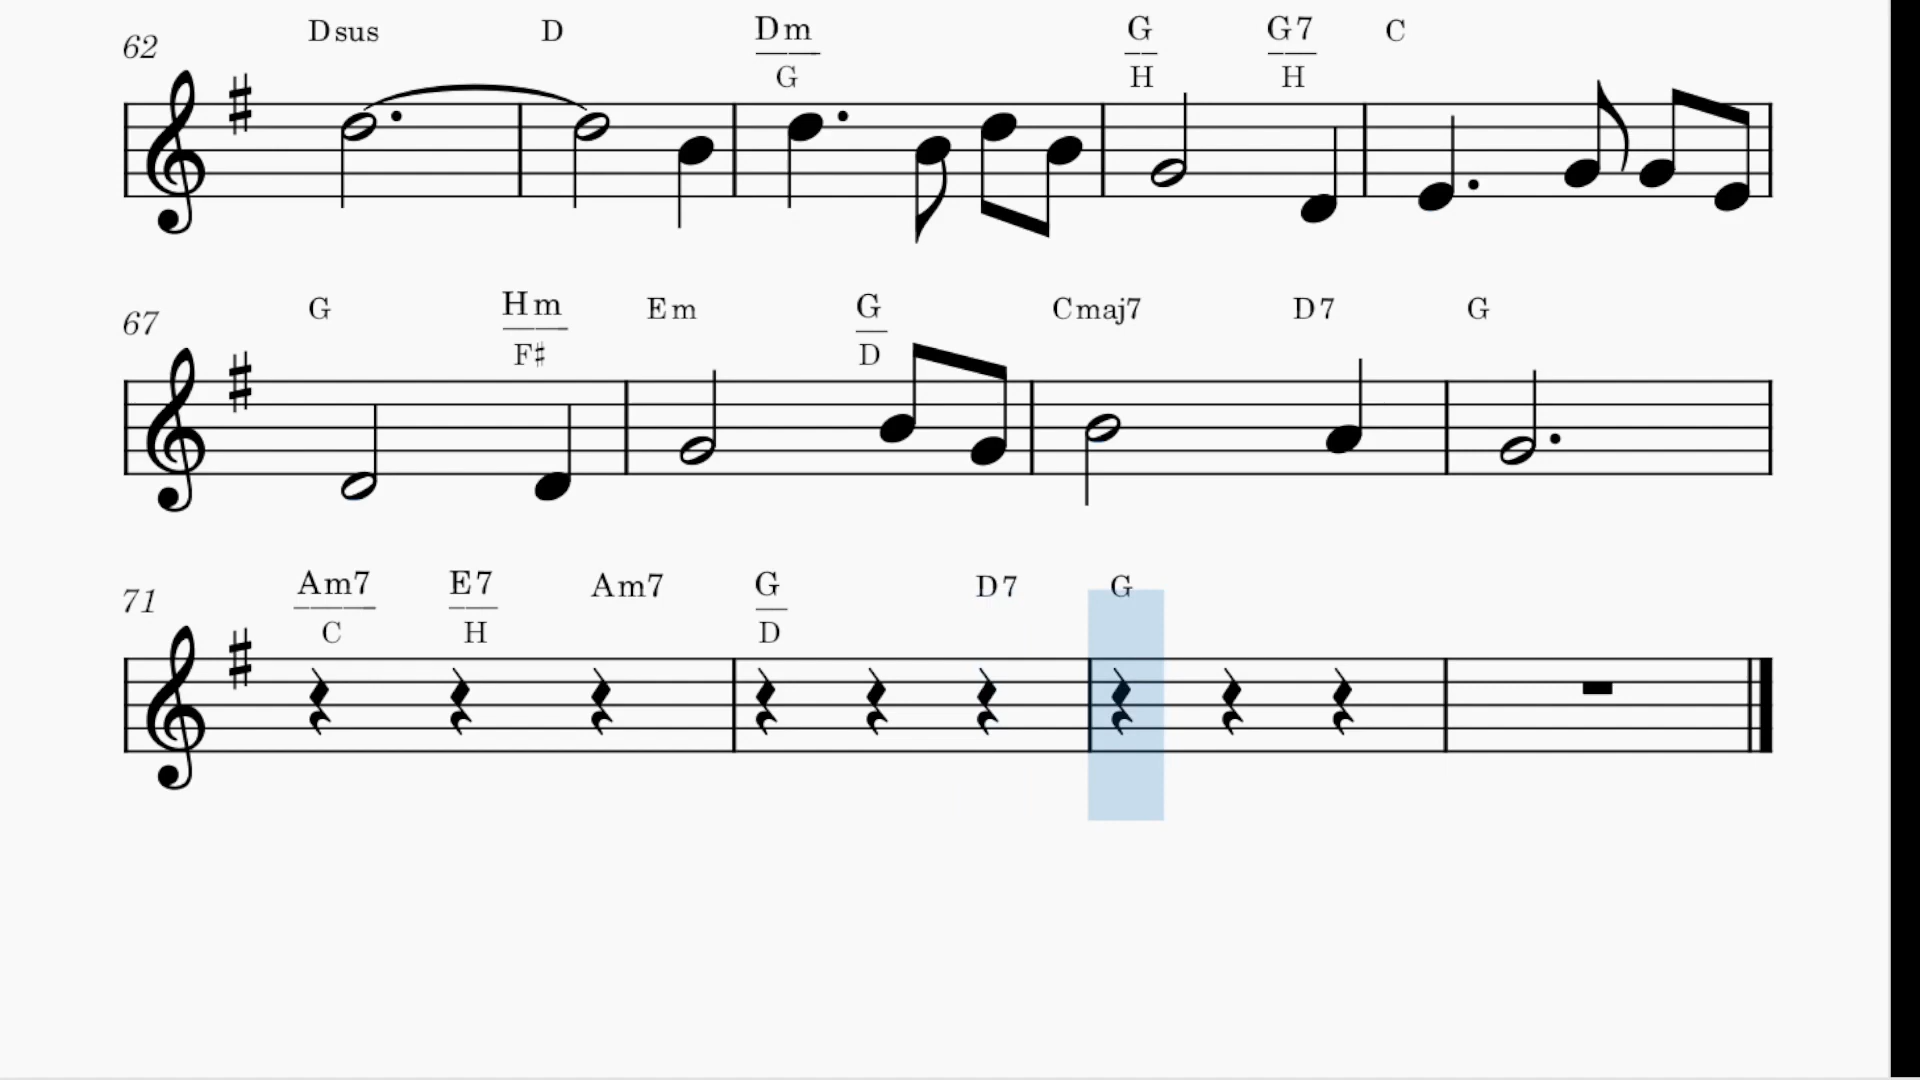 62 Dsus D Dm G G7 C
G H H
67 G Hm Em G Cmaj7 D7 G
F♯ D
71 Am7 E7 Am7 G D7 G
C H D